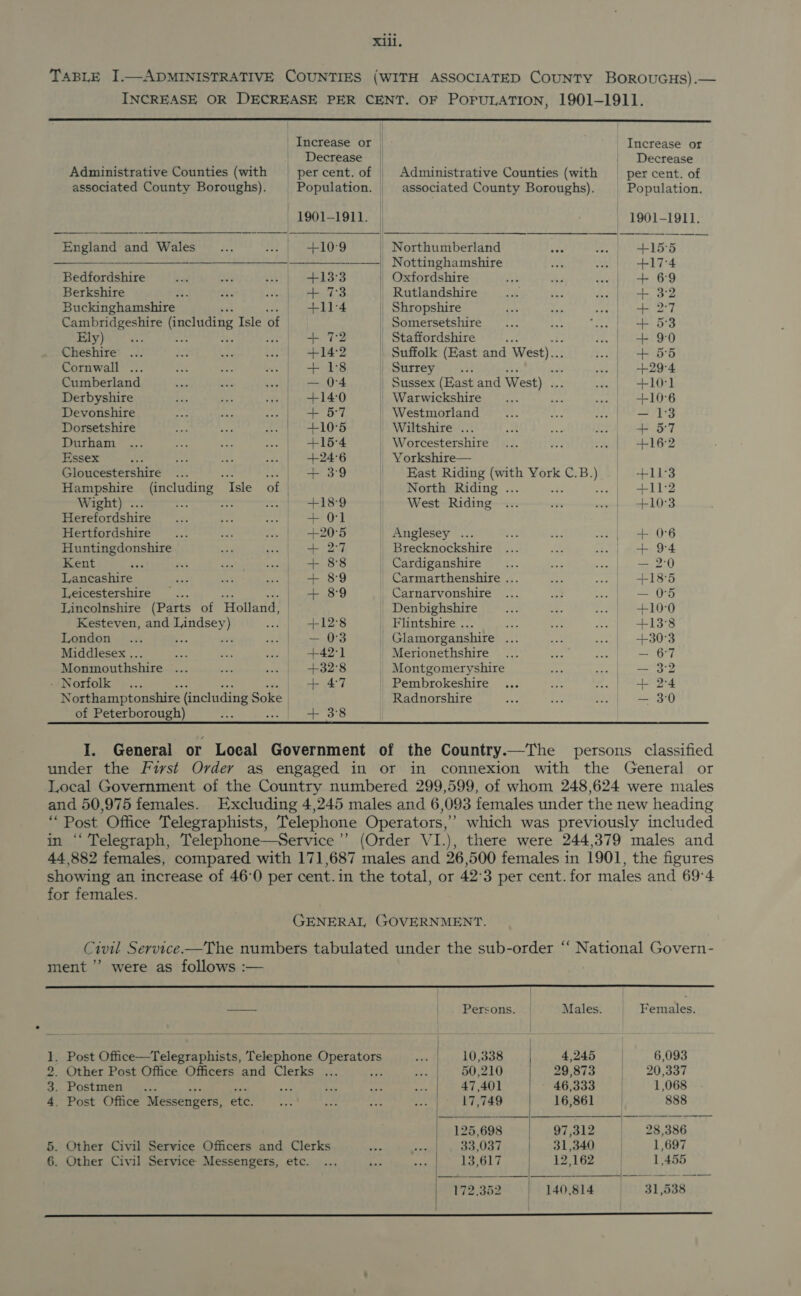 xiii.
TABLE I.—ADMINISTRATIVE COUNTIES (WITH ASSOCIATED COUNTY BOROUGHS).—
INCREASE OR DECREASE PER CENT. OF POPULATION, 1901–1911.
Administrative Counties (with associated County Boroughs). | Increase or Decrease per cent. of Population. 1901–1911.
England and Wales ... ... +10·9
Bedfordshire ... ... ... +13·3
Berkshire ... ... ... + 7·3
Buckinghamshire ... ... +11·4
Cambridgeshire (including Isle of
Ely) ... ... ... ... + 7·2
Cheshire ... ... ... ... +14·2
Cornwall ... ... ... ... + 1·8
Cumberland ... ... ... — 0·4
Derbyshire ... ... ... +14·0
Devonshire ... ... ... + 5·7
Dorsetshire ... ... ... +10·5
Durham ... ... ... ... +15·4
Essex ... ... ... ... +24·6
Gloucestershire ... ... ... + 3·9
Hampshire (including Isle of
Wight) ... ... ... ... +18·9
Herefordshire ... ... ... + 0·1
Hertfordshire ... ... ... +20·5
Huntingdonshire ... ... + 2·7
Kent ... ... ... ... + 8·8
Lancashire ... ... ... + 8·9
Leicestershire ... ... ... + 8·9
Lincolnshire (Parts of Holland,
Kesteven, and Lindsey) ... +12·8
London ... ... ... ... — 0·3
Middlesex ... ... ... ... +42·1
Monmouthshire ... ... ... +32·8
Norfolk ... ... ... ... + 4·7
Northamptonshire (including Soke
of Peterborough) ... ... + 3·8
Administrative Counties (with associated County Boroughs). | Increase or Decrease per cent. of Population. 1901–1911.
Northumberland ... ... +15·5
Nottinghamshire ... ... +17·4
Oxfordshire ... ... ... + 6·9
Rutlandshire ... ... ... + 3·2
Shropshire ... ... ... + 2·7
Somersetshire ... ... ... + 5·3
Staffordshire ... ... ... + 9·0
Suffolk (East and West)... ... + 5·5
Surrey ... ... ... ... +29·4
Sussex (East and West) ... ... +10·1
Warwickshire ... ... ... +10·6
Westmorland ... ... ... — 1·3
Wiltshire ... ... ... ... + 5·7
Worcestershire ... ... ... +16·2
Yorkshire—
East Riding (with York C.B.) +11·3
North Riding ... ... ... +11·2
West Riding ... ... ... +10·3
Anglesey ... ... ... ... + 0·6
Brecknockshire ... ... ... + 9·4
Cardiganshire ... ... ... — 2·0
Carmarthenshire ... ... ... +18·5
Carnarvonshire ... ... ... — 0·5
Denbighshire ... ... ... +10·0
Flintshire ... ... ... ... +13·8
Glamorganshire ... ... ... +30·3
Merionethshire ... ... ... — 6·7
Montgomeryshire ... ... — 3·2
Pembrokeshire ... ... ... + 2·4
Radnorshire ... ... ... — 3·0
I. General or Local Government of the Country.—The persons classified
under the First Order as engaged in or in connexion with the General or
Local Government of the Country numbered 299,599, of whom 248,624 were males
and 50,975 females. Excluding 4,245 males and 6,093 females under the new heading
“Post Office Telegraphists, Telephone Operators,” which was previously included
in “Telegraph, Telephone—Service” (Order VI.), there were 244,379 males and
44,882 females, compared with 171,687 males and 26,500 females in 1901, the figures
showing an increase of 46·0 per cent. in the total, or 42·3 per cent. for males and 69·4
for females.
GENERAL GOVERNMENT.
Civil Service.—The numbers tabulated under the sub-order “National Govern-
ment” were as follows :—
—— | Persons. | Males. | Females.
1. Post Office—Telegraphists, Telephone Operators ... 10,338 | 4,245 | 6,093
2. Other Post Office Officers and Clerks ... ... ... 50,210 | 29,873 | 20,337
3. Postmen ... ... ... ... ... ... ... 47,401 | 46,333 | 1,068
4. Post Office Messengers, etc. ... ... ... ... 17,749 | 16,861 | 888
125,698 | 97,312 | 28,386
5. Other Civil Service Officers and Clerks ... ... 33,037 | 31,340 | 1,697
6. Other Civil Service Messengers, etc. ... ... ... 13,617 | 12,162 | 1,455
172,352 | 140,814 | 31,538